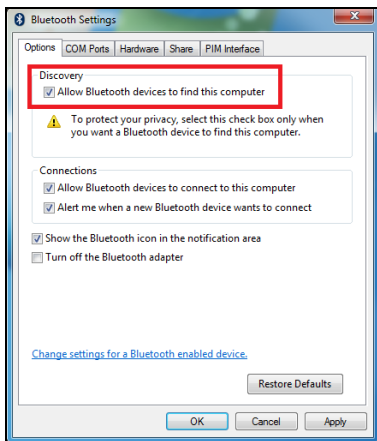 Bluetooth Settings
Options COM Ports Hardware Share PIM Interface
Discovery
Allow Bluetooth devices to find this computer
To protect your privacy, select this check box only when
you want a Bluetooth device to find this computer.
Connections
Allow Bluetooth devices to connect to this computer
Alert me when a new Bluetooth device wants to connect
Show the Bluetooth icon in the notification area
Turn off the Bluetooth adapter
Change settings for a Bluetooth enabled device.
Restore Defaults
OK Cancel Apply